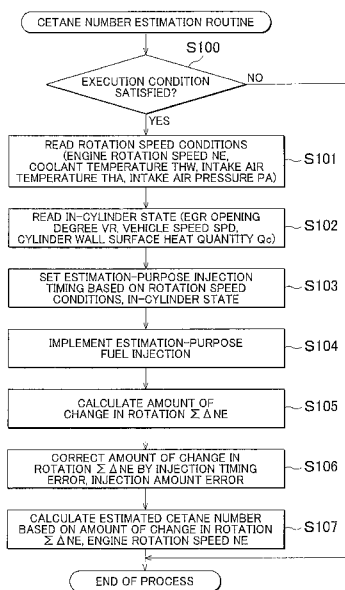 CETANE NUMBER ESTIMATION ROUTINE
S100
EXECUTION CONDITION
SATISFIED?
NO
YES
READ ROTATION SPEED CONDITIONS
(ENGINE ROTATION SPEED NE,
COOLANT TEMPERATURE THW, INTAKE AIR
TEMPERATURE THA, INTAKE AIR PRESSURE PA)
S101
READ IN-CYLINDER STATE (EGR OPENING
DEGREE VR, VEHICLE SPEED SPD,
CYLINDER WALL SURFACE HEAT QUANTITY Qc)
S102
SET ESTIMATION-PURPOSE INJECTION
TIMING BASED ON ROTATION SPEED
CONDITIONS, IN-CYLINDER STATE
S103
IMPLEMENT ESTIMATION-PURPOSE
FUEL INJECTION
S104
CALCULATE AMOUNT OF
CHANGE IN ROTATION ΣΔNE
S105
CORRECT AMOUNT OF CHANGE IN
ROTATION ΣΔNE BY INJECTION TIMING
ERROR, INJECTION AMOUNT ERROR
S106
CALCULATE ESTIMATED CETANE NUMBER
BASED ON AMOUNT OF CHANGE IN ROTATION
ΣΔNE, ENGINE ROTATION SPEED NE
S107
END OF PROCESS